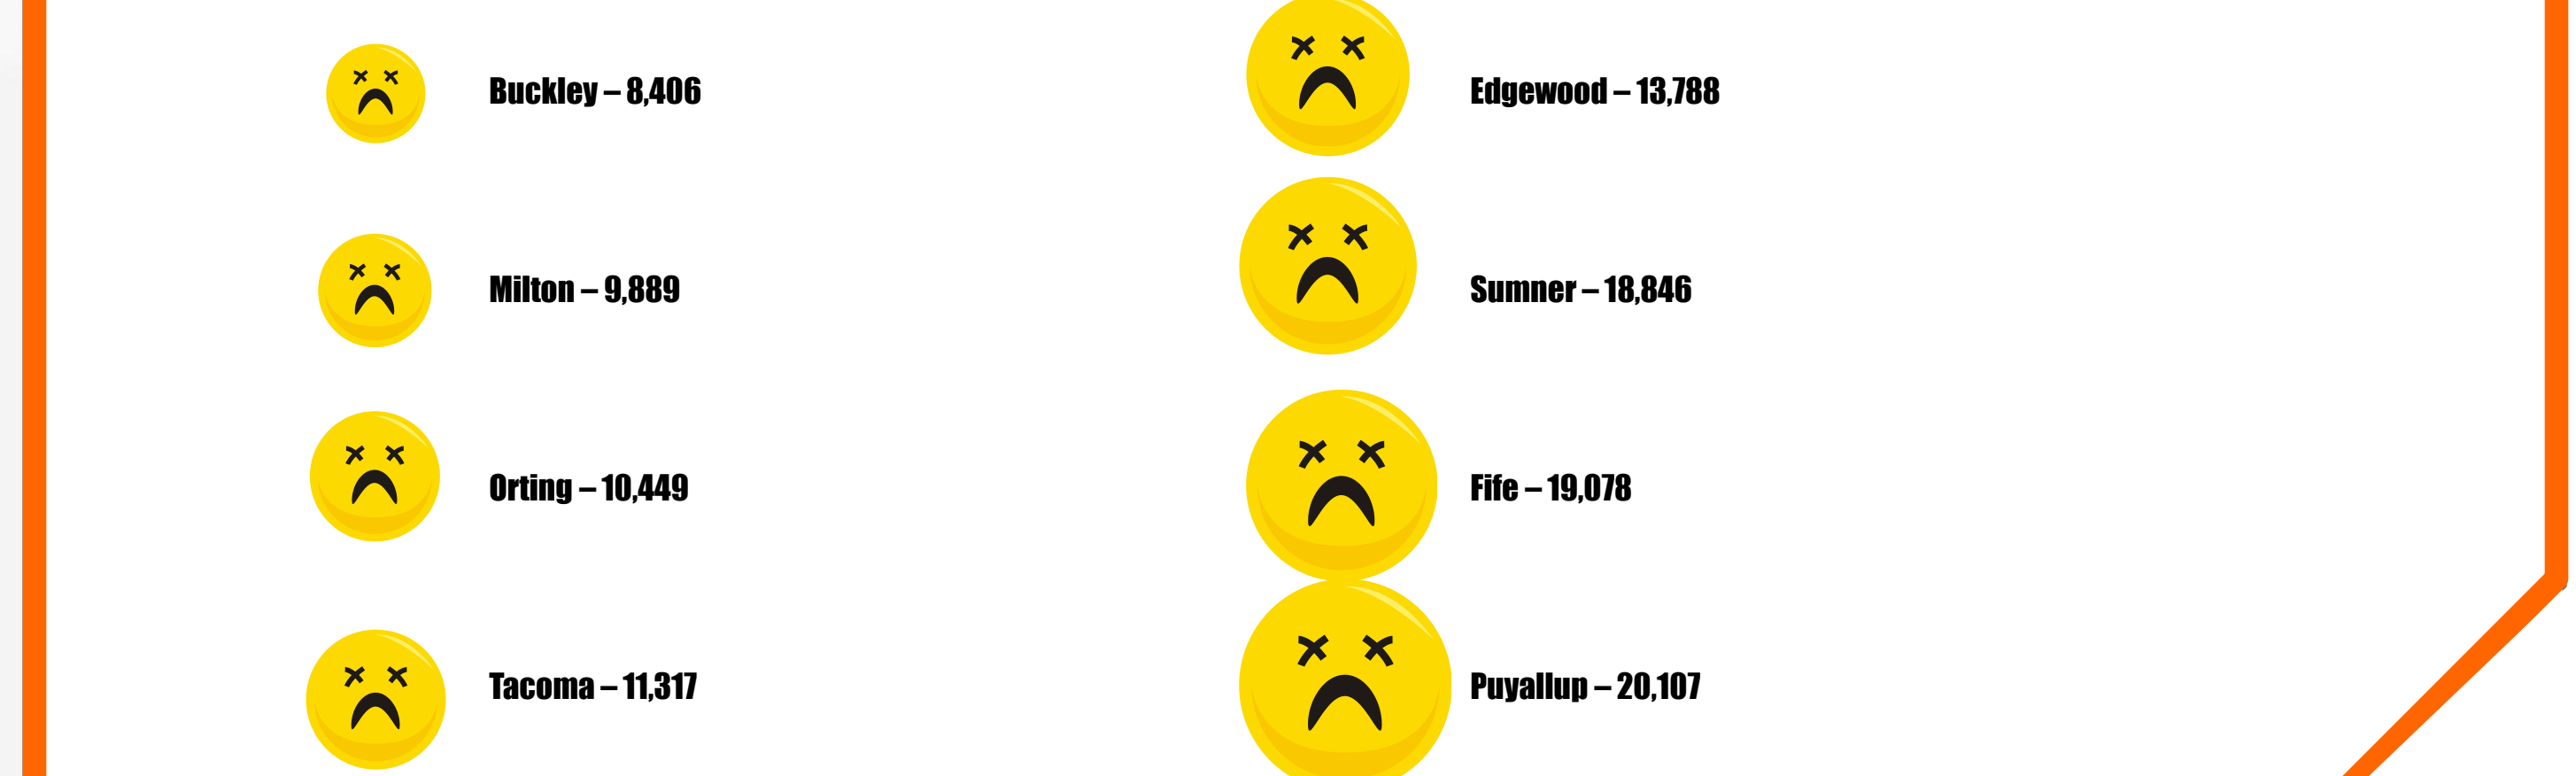 Buckley – 8,406
Milton – 9,889
Orting – 10,449
Tacoma – 11,317
Edgewood – 13,788
Sumner – 18,846
Fife – 19,078
Puyallup – 20,107